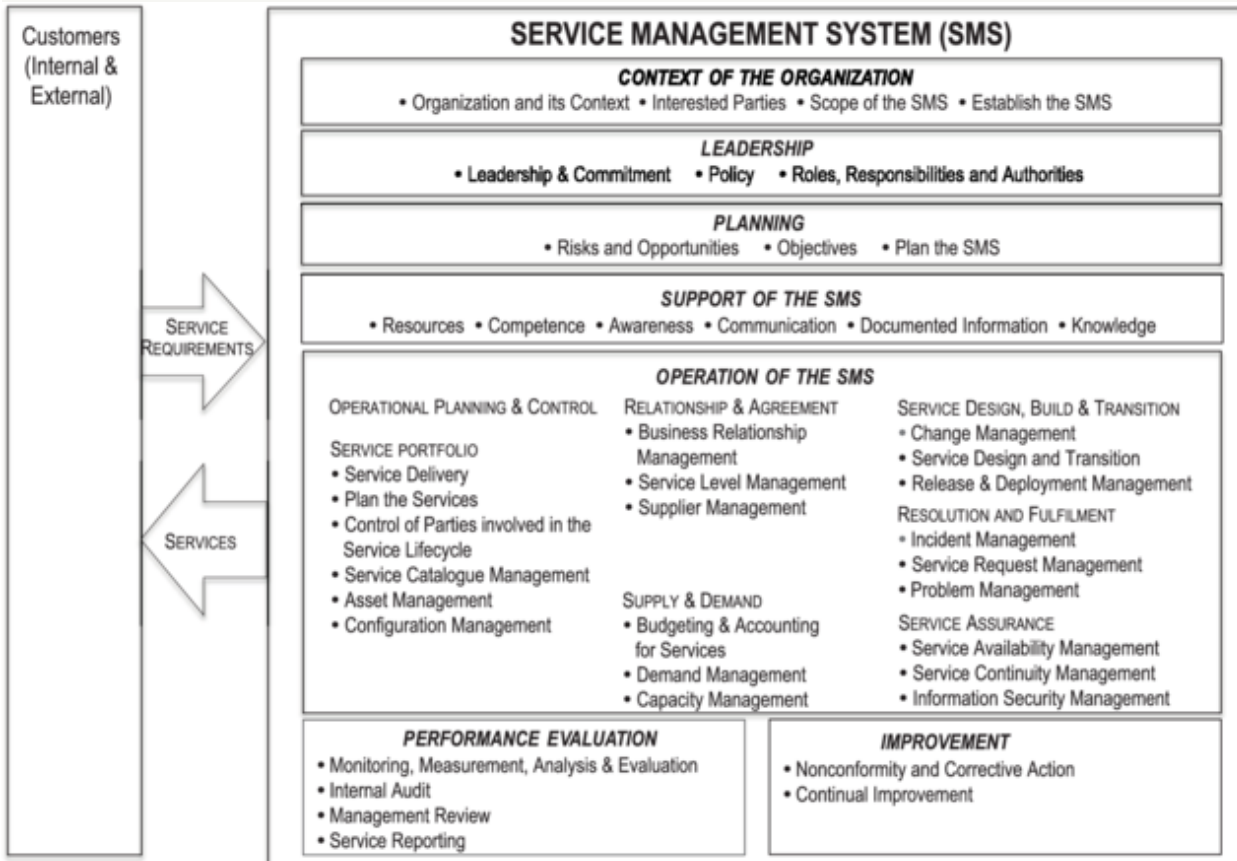 Customers
(Internal &
External)
SERVICE
REQUIREMENTS
SERVICES
SERVICE MANAGEMENT SYSTEM (SMS)
CONTEXT OF THE ORGANIZATION
• Organization and its Context • Interested Parties • Scope of the SMS • Establish the SMS
LEADERSHIP
• Leadership & Commitment • Policy • Roles, Responsibilities and Authorities
PLANNING
• Risks and Opportunities • Objectives • Plan the SMS
SUPPORT OF THE SMS
• Resources • Competence • Awareness • Communication • Documented Information • Knowledge
OPERATION OF THE SMS
OPERATIONAL PLANNING & CONTROL
SERVICE PORTFOLIO
• Service Delivery
• Plan the Services
• Control of Parties involved in the
Service Lifecycle
• Service Catalogue Management
• Asset Management
• Configuration Management
RELATIONSHIP & AGREEMENT
• Business Relationship
Management
• Service Level Management
• Supplier Management
SUPPLY & DEMAND
• Budgeting & Accounting
for Services
• Demand Management
• Capacity Management
SERVICE DESIGN, BUILD & TRANSITION
• Change Management
• Service Design and Transition
• Release & Deployment Management
RESOLUTION AND FULFILMENT
• Incident Management
• Service Request Management
• Problem Management
SERVICE ASSURANCE
• Service Availability Management
• Service Continuity Management
• Information Security Management
PERFORMANCE EVALUATION
• Monitoring, Measurement, Analysis & Evaluation
• Internal Audit
• Management Review
• Service Reporting
IMPROVEMENT
• Nonconformity and Corrective Action
• Continual Improvement